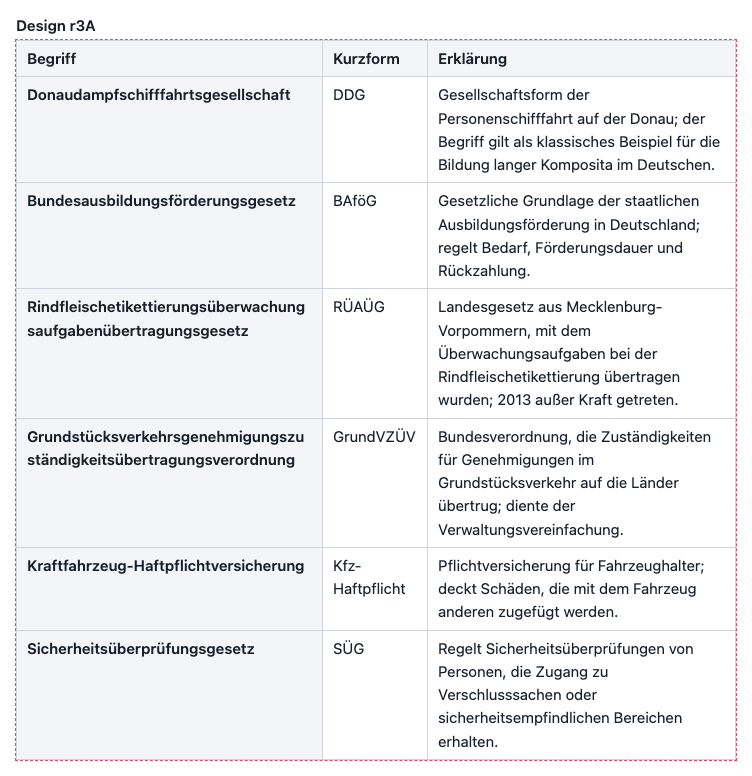 Design r3A
Begriff Kurzform Erklärung
Donaudampfschifffahrtsgesellschaft DDG Gesellschaftsform der
Personenschifffahrt auf der Donau; der
Begriff gilt als klassisches Beispiel für die
Bildung langer Komposita im Deutschen.
Bundesausbildungsförderungsgesetz BAföG Gesetzliche Grundlage der staatlichen
Ausbildungsförderung in Deutschland;
regelt Bedarf, Förderungsdauer und
Rückzahlung.
Rindfleischetikettierungsüberwachung RÜAÜG Landesgesetz aus Mecklenburg-
saufgabenübertragungsgesetz Vorpommern, mit dem
Überwachungsaufgaben bei der
Rindfleischetikettierung übertragen
wurden; 2013 außer Kraft getreten.
Grundstücksverkehrsgenehmigungszu GrundVZÜV Bundesverordnung, die Zuständigkeiten
ständigkeitsübertragungsverordnung für Genehmigungen im
Grundstücksverkehr auf die Länder
übertrug; diente der
Verwaltungsvereinfachung.
Kraftfahrzeug-Haftpflichtversicherung Kfz- Pflichtversicherung für Fahrzeughalter;
Haftpflicht deckt Schäden, die mit dem Fahrzeug
anderen zugefügt werden.
Sicherheitsüberprüfungsgesetz SÜG Regelt Sicherheitsüberprüfungen von
Personen, die Zugang zu
Verschlusssachen oder
sicherheitsempfindlichen Bereichen
erhalten.